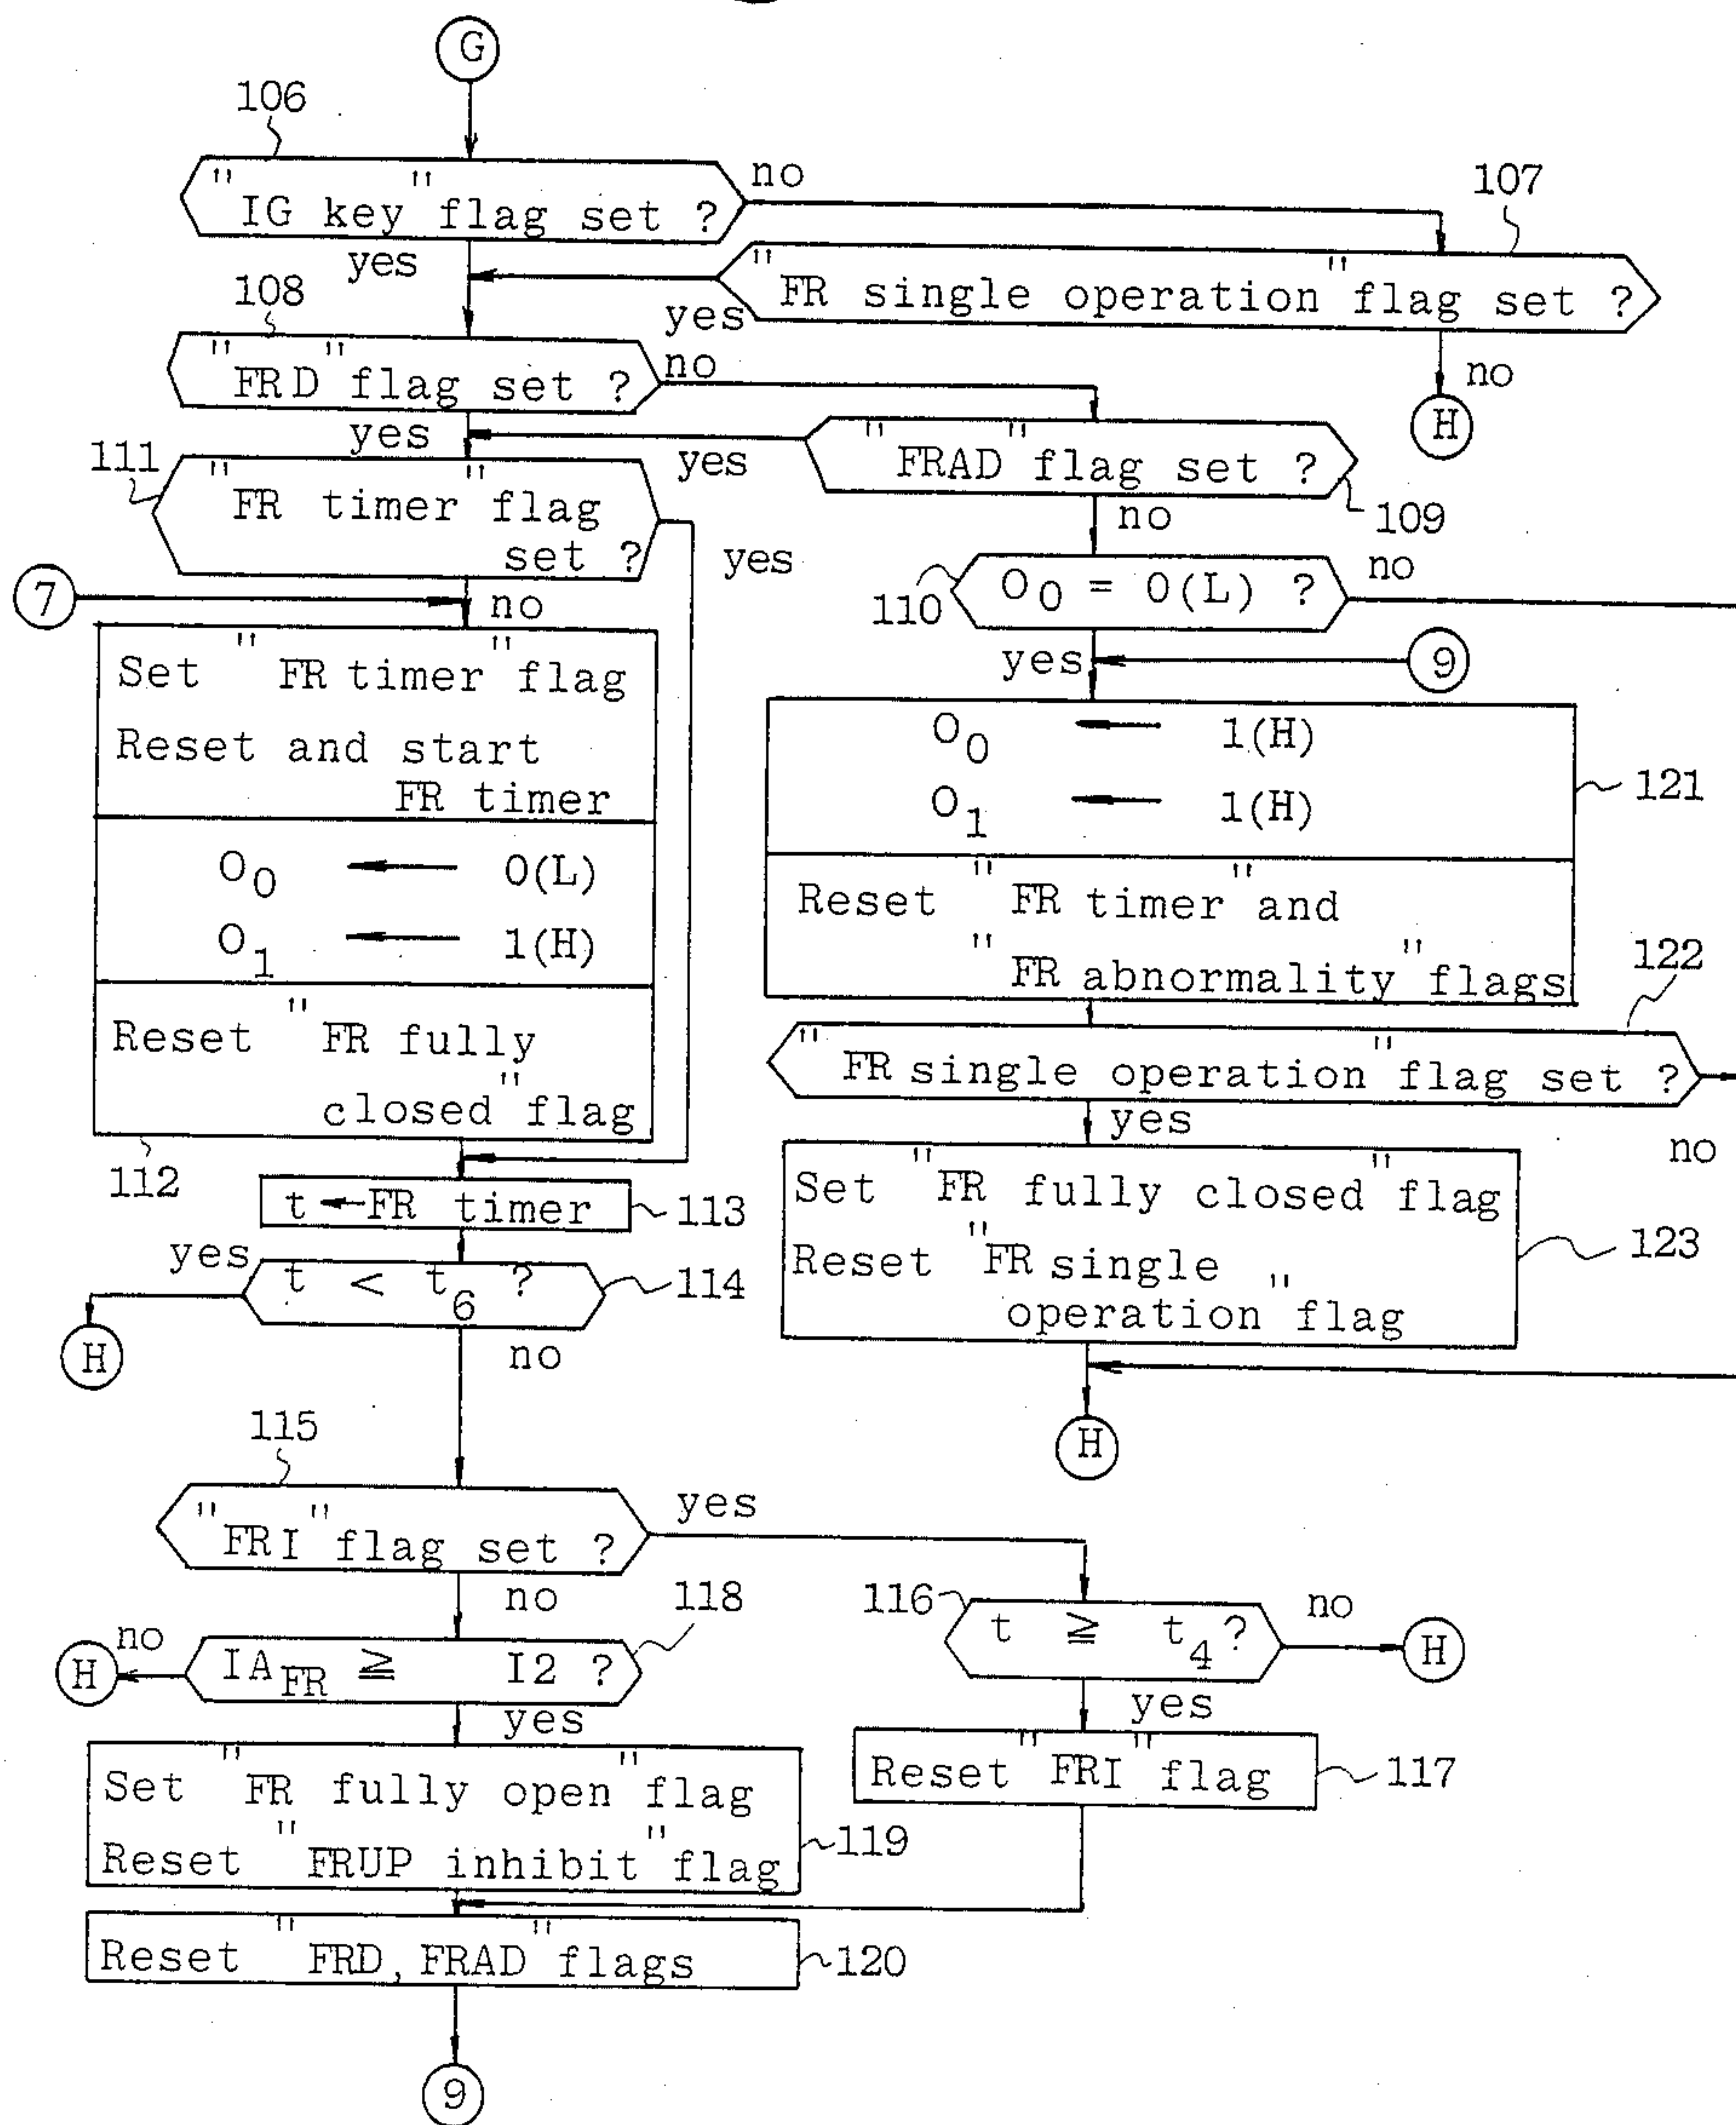 G
106
"IG key" flag set ?
no
107
yes
"FR single operation" flag set ?
yes
no
H
108
"FRD" flag set ?
no
yes
"FRAD" flag set ?
yes
109
no
111
"FR timer" flag
set ?
yes
no
7
110
O0 = 0(L) ?
no
yes
9
Set "FR timer" flag
Reset and start
FR timer
O0 ← 0(L)
O1 ← 1(H)
Reset "FR fully
closed" flag
112
O0 ← 1(H)
O1 ← 1(H)
121
Reset "FR timer" and
"FR abnormality" flags
122
"FR single operation" flag set ?
yes
no
Set "FR fully closed" flag
Reset "FR single
operation" flag
123
H
t ← FR timer
113
yes
t < t6 ?
114
H
no
115
"FRI" flag set ?
yes
no
116
t ≧ t4 ?
no
H
yes
Reset "FRI" flag
117
118
IAFR ≧ I2 ?
no
H
yes
Set "FR fully open" flag
Reset "FRUP inhibit" flag
119
Reset "FRD, FRAD" flags
120
9